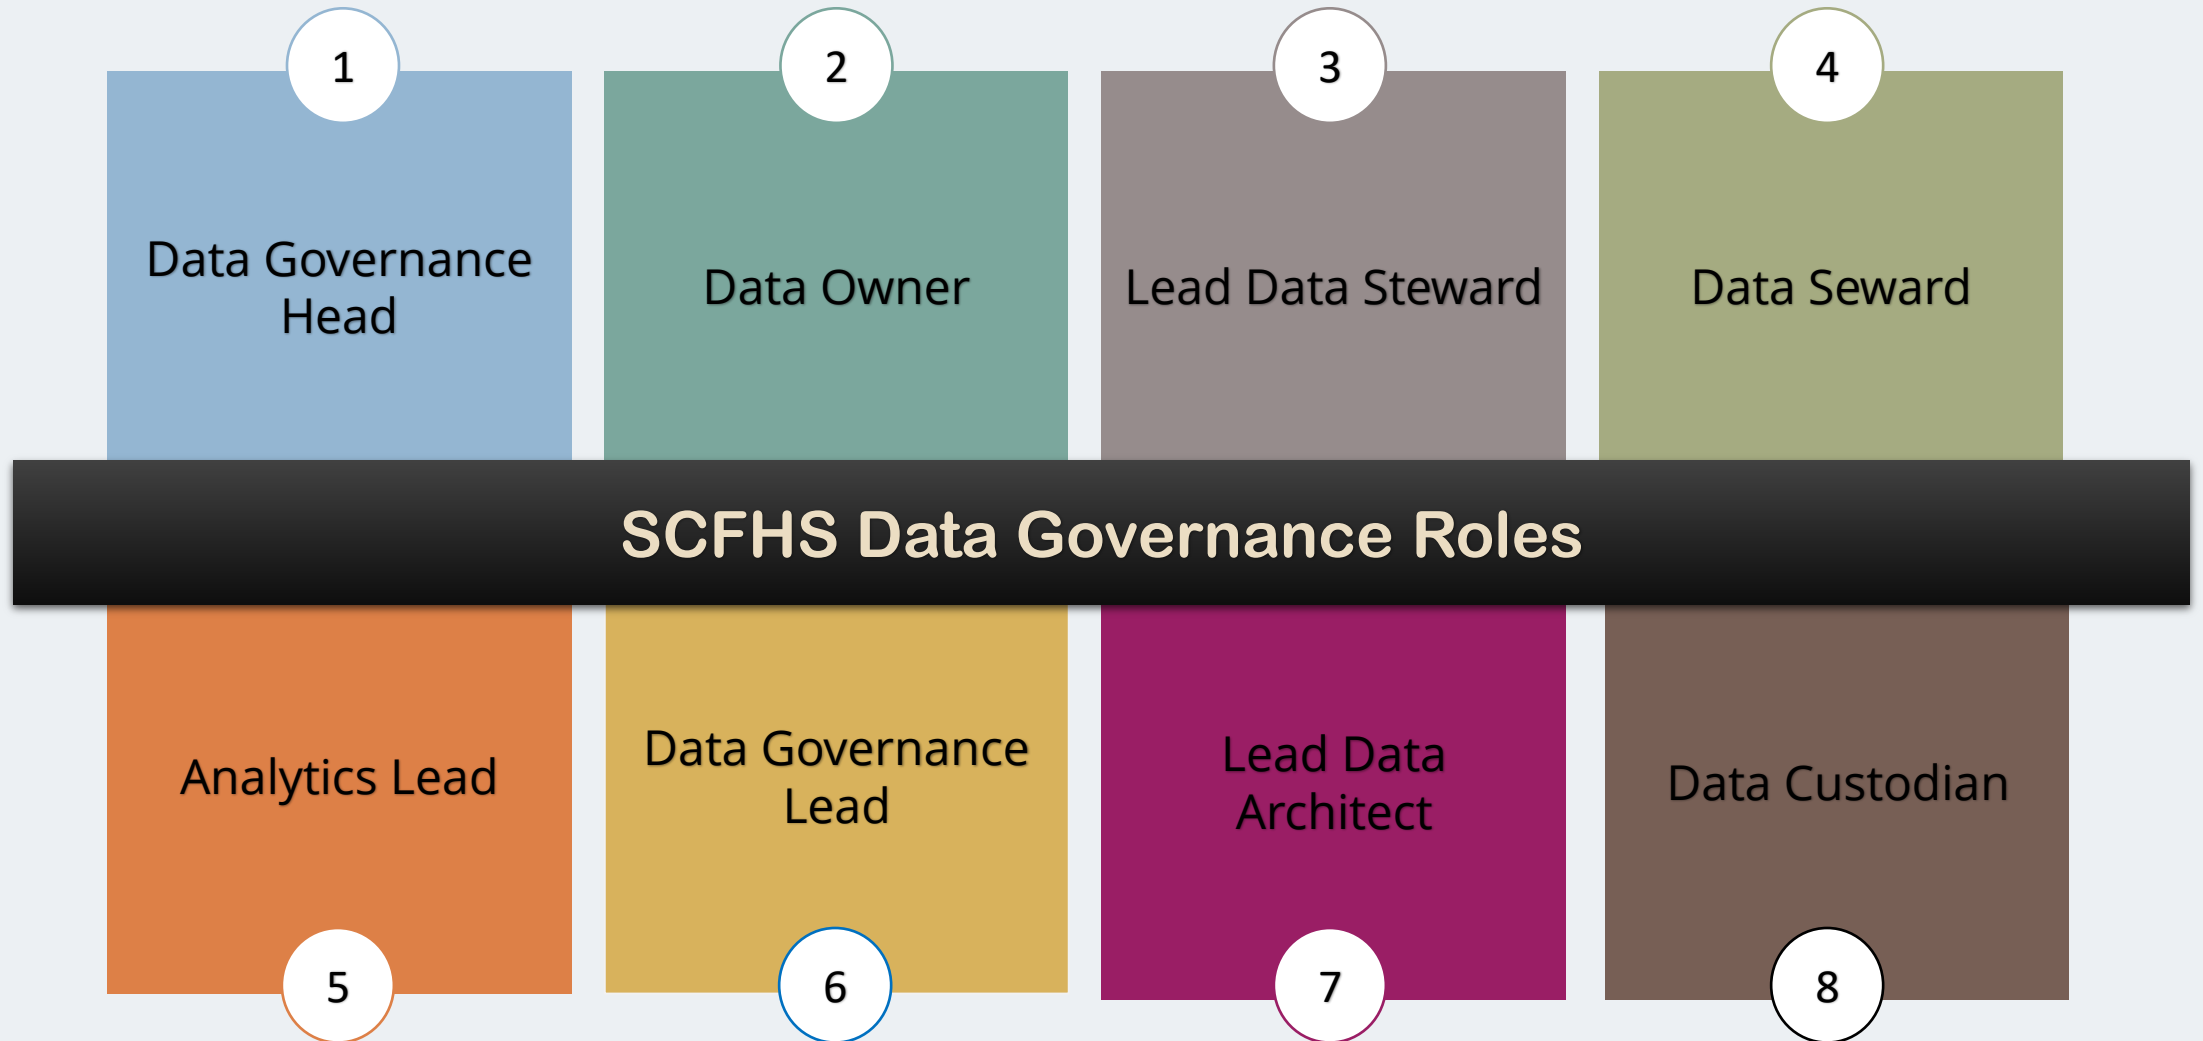 1
2
3
4
Data Governance
Head
Data Owner
Lead Data Steward
Data Seward
SCFHS Data Governance Roles
Analytics Lead
Data Governance
Lead
Lead Data
Architect
Data Custodian
5
6
7
8